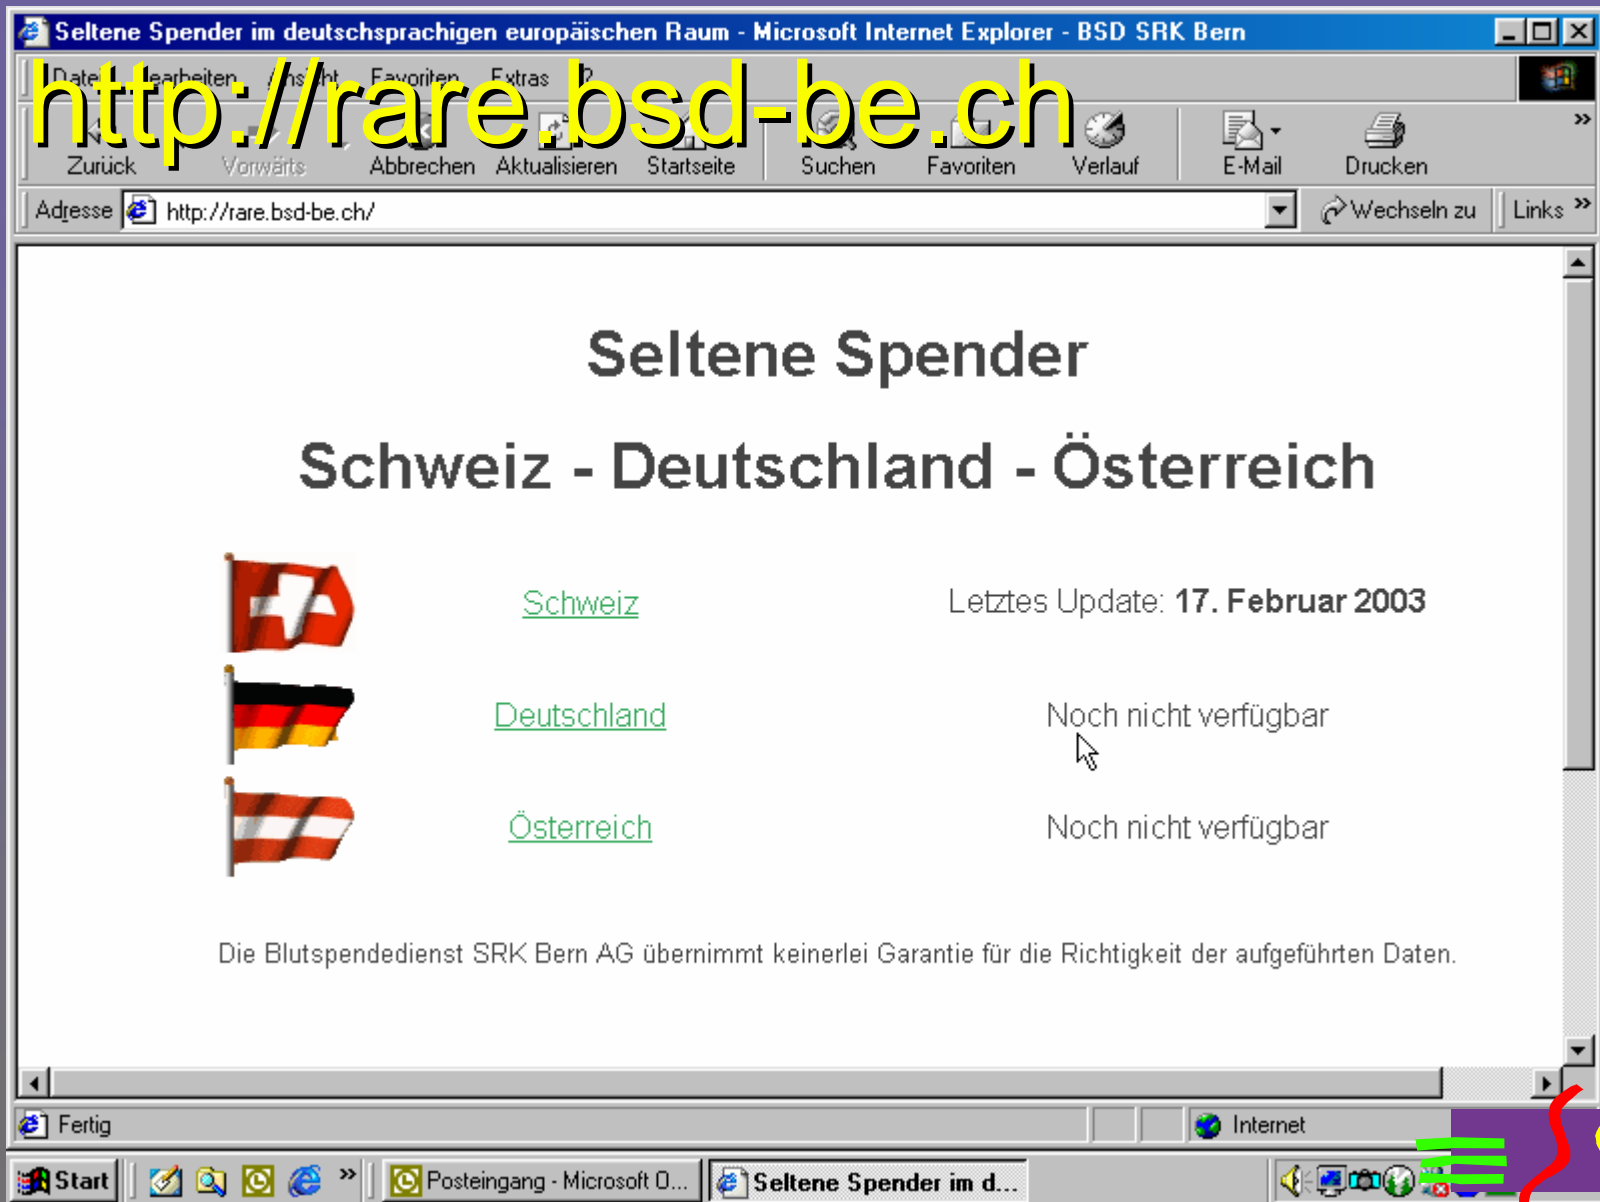 Seltene Spender im deutschsprachigen europäischen Raum - Microsoft Internet Explorer - BSD SRK Bern
Datei Bearbeiten Ansicht Favoriten Extras ?
http://rare.bsd-be.ch
Zurück Vorwärts Abbrechen Aktualisieren Startseite Suchen Favoriten Verlauf E-Mail Drucken »
Adresse http://rare.bsd-be.ch/ Wechseln zu Links »
Seltene Spender
Schweiz - Deutschland - Österreich
Schweiz Letztes Update: 17. Februar 2003
Deutschland Noch nicht verfügbar
Österreich Noch nicht verfügbar
Die Blutspendedienst SRK Bern AG übernimmt keinerlei Garantie für die Richtigkeit der aufgeführten Daten.
Fertig Internet
Start » Posteingang - Microsoft O... Seltene Spender im d...